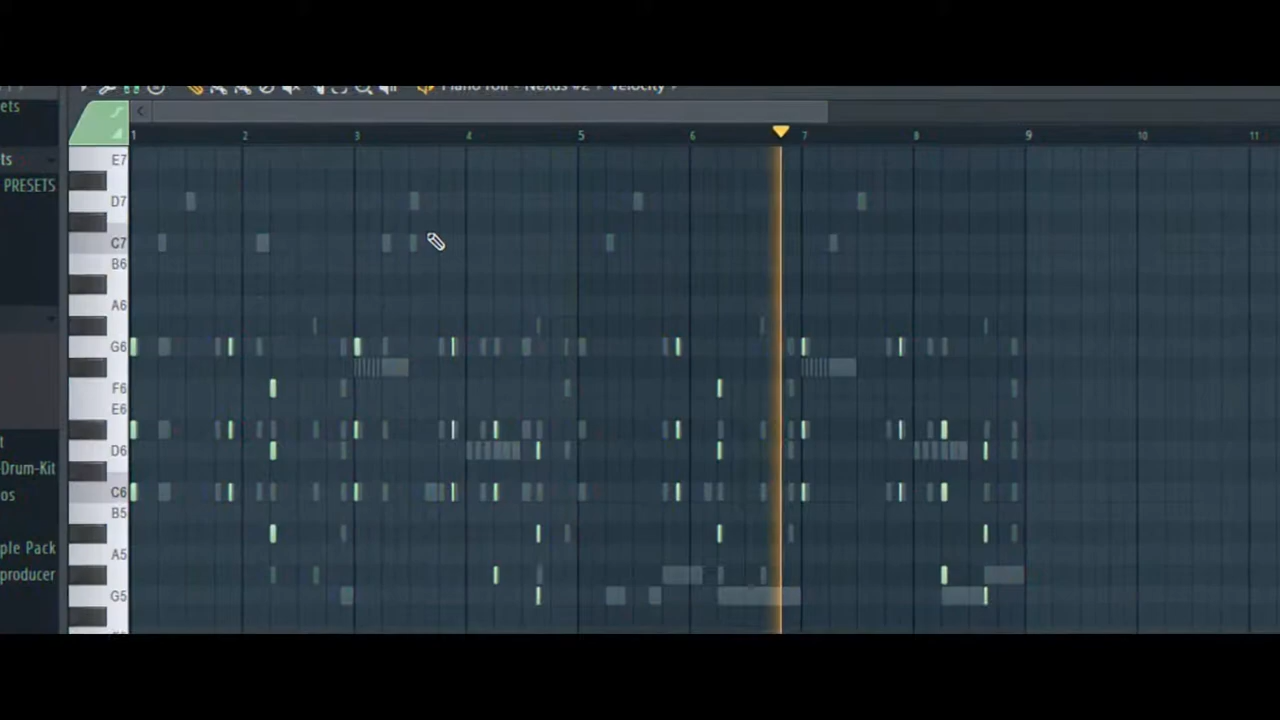 Piano roll - Nexus #2 ▸ Velocity ▸
ets
1 2 3 4 5 6 7 8 9 10 11
ts
E7
PRESETS
D7
C7
B6
A6
G6
F6
E6
t
D6
-Drum-Kit
C6
os
B5
ple Pack
A5
producer
G5